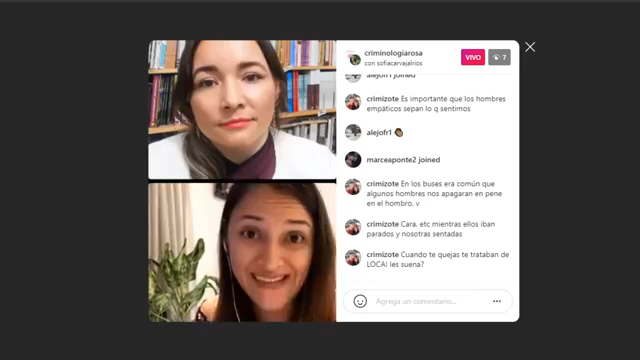 criminologiarosa
con sofiacarvajalrios
VIVO
7
alejofr1 joined
crimizote Es importante que los hombres
empáticos sepan lo q sentimos
alejofr1
marceaponte2 joined
crimizote En los buses era común que
algunos hombres nos apagaran en pene
en el hombro, v
crimizote Cara, etc mientras ellos iban
parados y nosotras sentadas
crimizote Cuando te quejas te trataban de
LOCA! les suena?
Agrega un comentario...